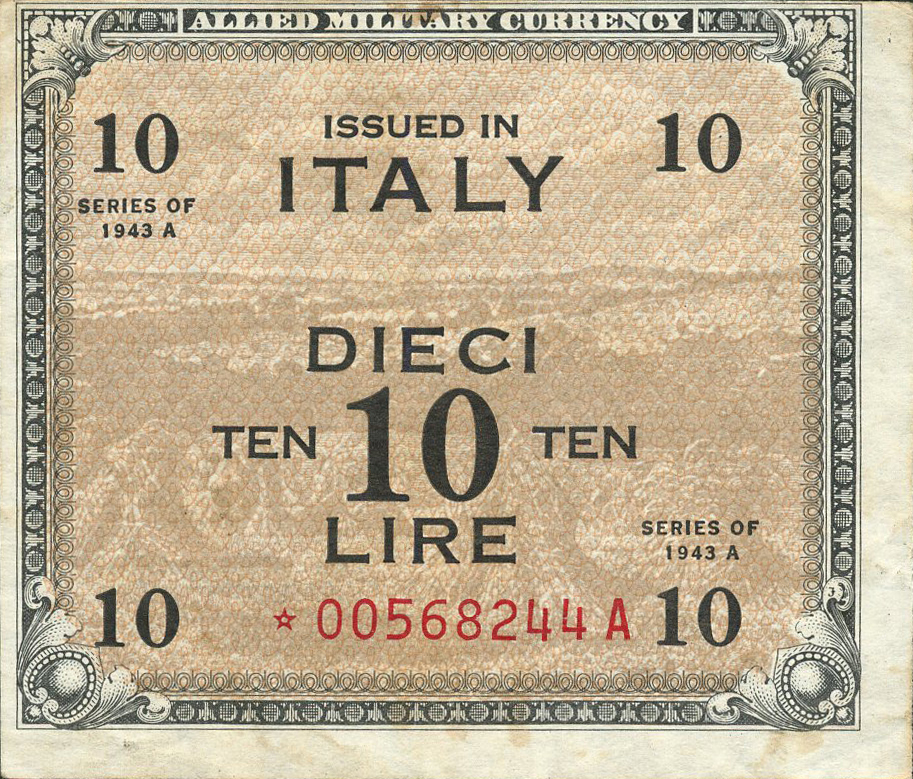 ALLIED MILITARY CURRENCY
10 ISSUED IN 10
ITALY
SERIES OF
1943 A
DIECI
TEN 10 TEN
LIRE
SERIES OF
1943 A
10 ☆ 00568244 A 10